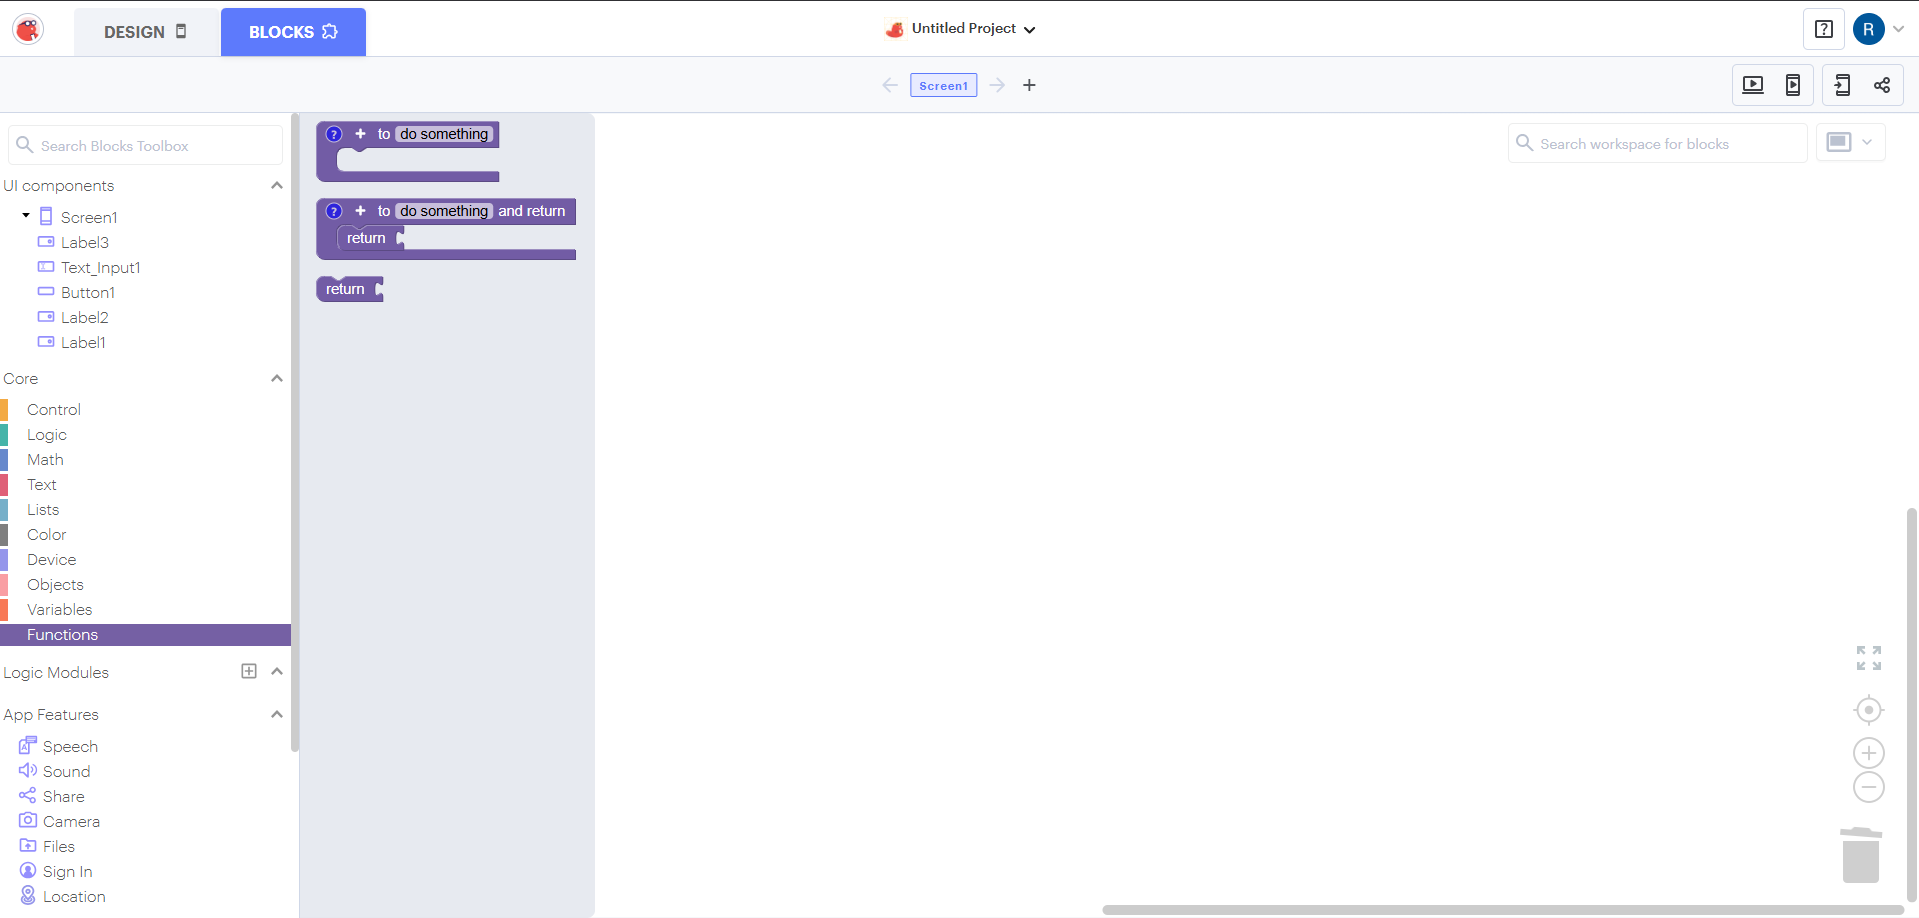 DESIGN
BLOCKS
Untitled Project
?
R
Screen1
+
Search Blocks Toolbox
UI components
Screen1
Label3
Text_Input1
Button1
Label2
Label1
Core
Control
Logic
Math
Text
Lists
Color
Device
Objects
Variables
Functions
Logic Modules
App Features
Speech
Sound
Share
Camera
Files
Sign In
Location
? + to do something
? + to do something and return
return
return
Search workspace for blocks